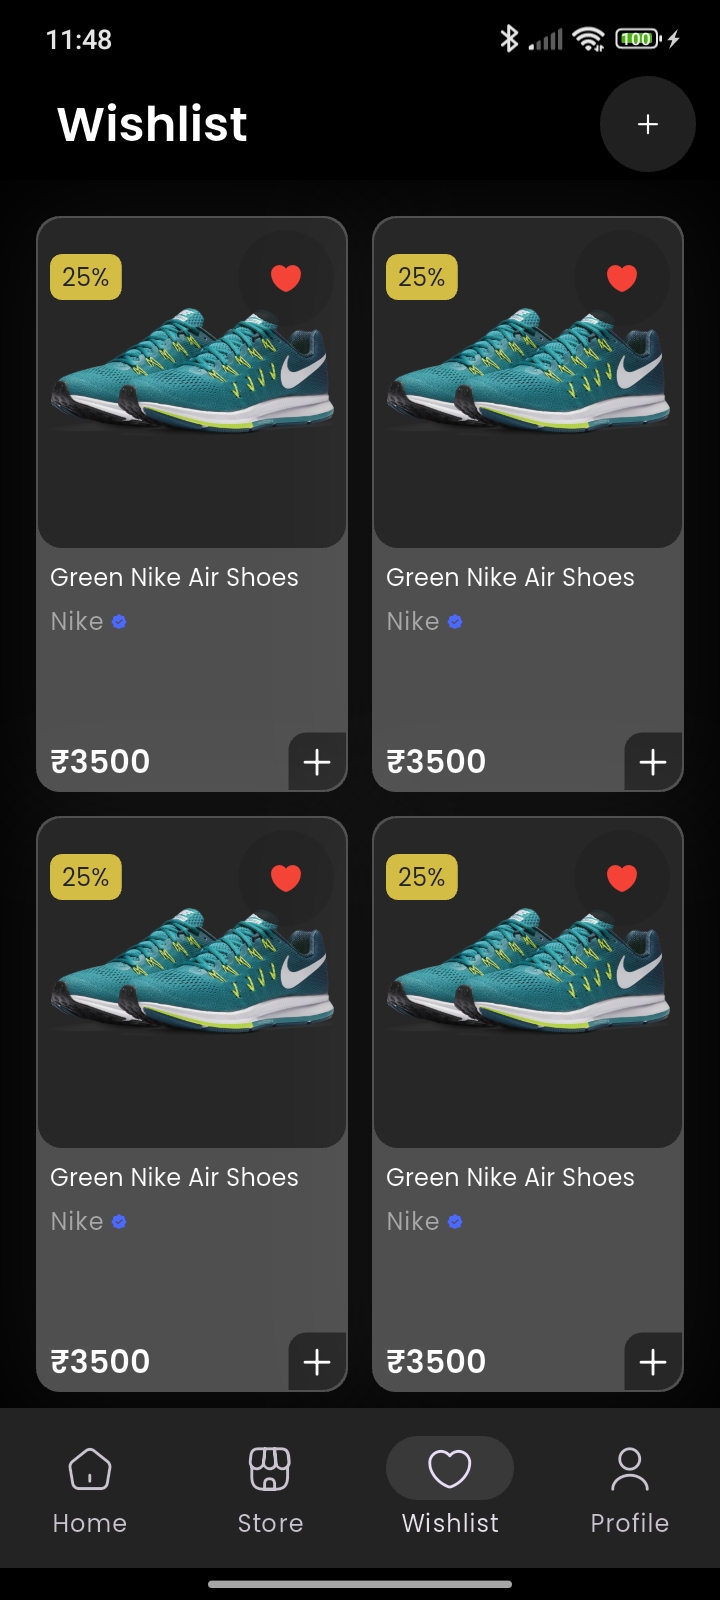 11:48
100
Wishlist
25%
25%
Green Nike Air Shoes
Nike
₹3500
Green Nike Air Shoes
Nike
₹3500
25%
25%
Green Nike Air Shoes
Nike
₹3500
Green Nike Air Shoes
Nike
₹3500
Home
Store
Wishlist
Profile